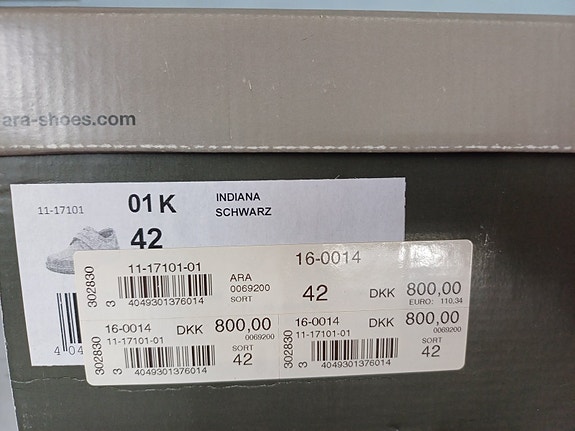 ara-shoes.com
11-17101
01 K
INDIANA
SCHWARZ
42
302830
11-17101-01
3 4049301376014
ARA
0069200
SORT
16-0014
42
DKK 800,00
EURO: 110,34
302830
16-0014 DKK 800,00
11-17101-01 0069200
3 4049301376014
SORT
42
302830
16-0014 DKK 800,00
11-17101-01 0069200
3 4049301376014
SORT
42